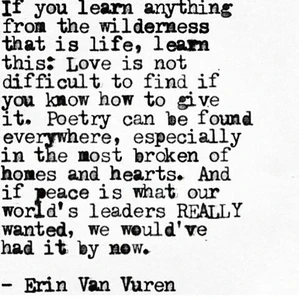 If you learn anything
from the wilderness
that is life, learn
this: Love is not
difficult to find if
you know how to give
it. Poetry can be found
everywhere, especially
in the most broken of
homes and hearts. And
if peace is what our
world's leaders REALLY
wanted, we would've
had it by now.
- Erin Van Vuren